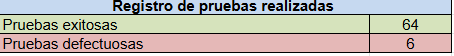 Registro de pruebas realizadas
Pruebas exitosas 64
Pruebas defectuosas 6